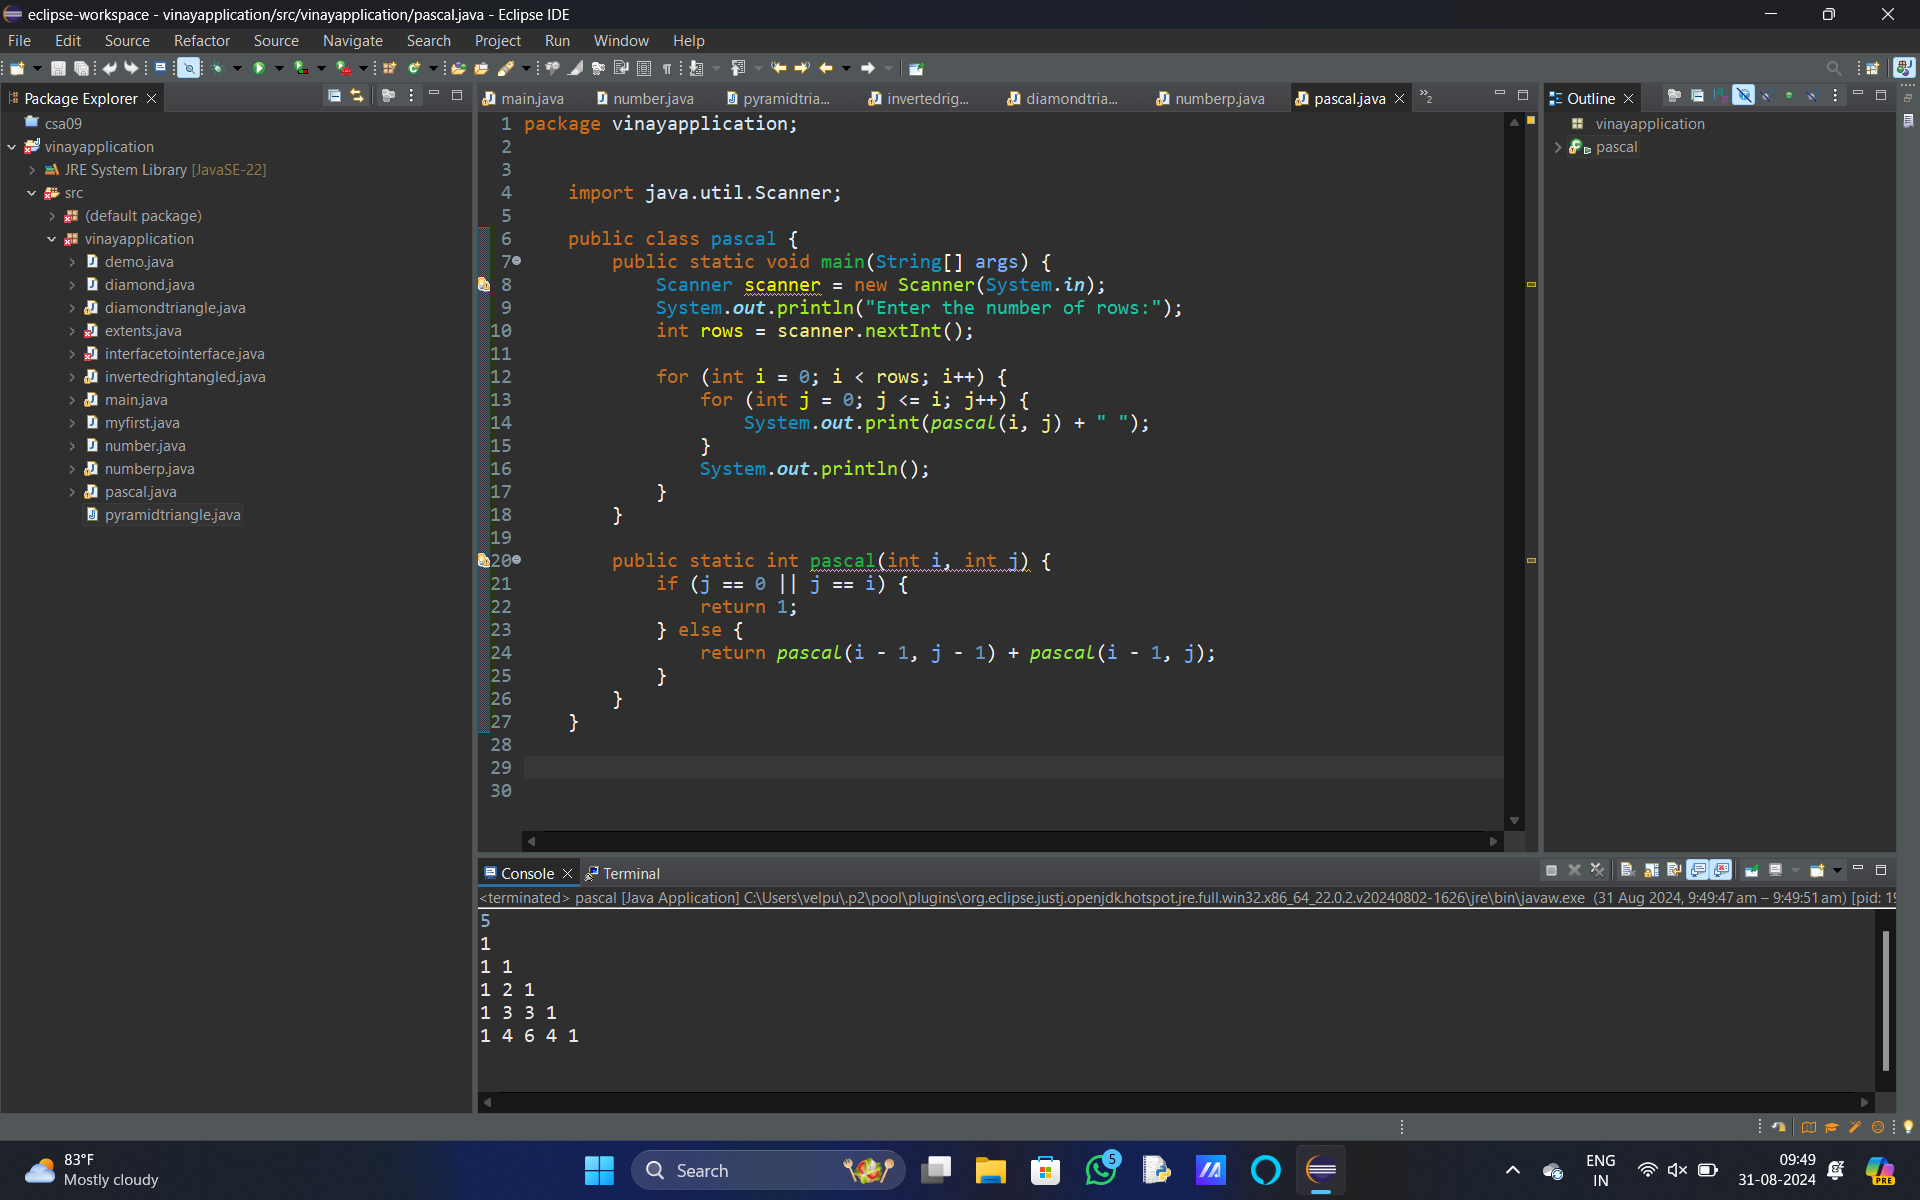 eclipse-workspace - vinayapplication/src/vinayapplication/pascal.java - Eclipse IDE
File Edit Source Refactor Source Navigate Search Project Run Window Help
Package Explorer
csa09
vinayapplication
JRE System Library [JavaSE-22]
src
(default package)
vinayapplication
demo.java
diamond.java
diamondtriangle.java
extents.java
interfacetointerface.java
invertedrightangled.java
main.java
myfirst.java
number.java
numberp.java
pascal.java
pyramidtriangle.java
main.java number.java pyramidtria... invertedrig... diamondtria... numberp.java pascal.java »2
1 package vinayapplication;
2
3
4 import java.util.Scanner;
5
6 public class pascal {
7 public static void main(String[] args) {
8 Scanner scanner = new Scanner(System.in);
9 System.out.println("Enter the number of rows:");
10 int rows = scanner.nextInt();
11
12 for (int i = 0; i < rows; i++) {
13 for (int j = 0; j <= i; j++) {
14 System.out.print(pascal(i, j) + " ");
15 }
16 System.out.println();
17 }
18 }
19
20 public static int pascal(int i, int j) {
21 if (j == 0 || j == i) {
22 return 1;
23 } else {
24 return pascal(i - 1, j - 1) + pascal(i - 1, j);
25 }
26 }
27 }
28
29
30
Outline
vinayapplication
pascal
Console Terminal
<terminated> pascal [Java Application] C:\Users\velpu\.p2\pool\plugins\org.eclipse.justj.openjdk.hotspot.jre.full.win32.x86_64_22.0.2.v20240802-1626\jre\bin\javaw.exe (31 Aug 2024, 9:49:47 am – 9:49:51 am) [pid: 19
5
1
1 1
1 2 1
1 3 3 1
1 4 6 4 1
83°F
Mostly cloudy
Search
5
ENG
IN
09:49
31-08-2024
PRE